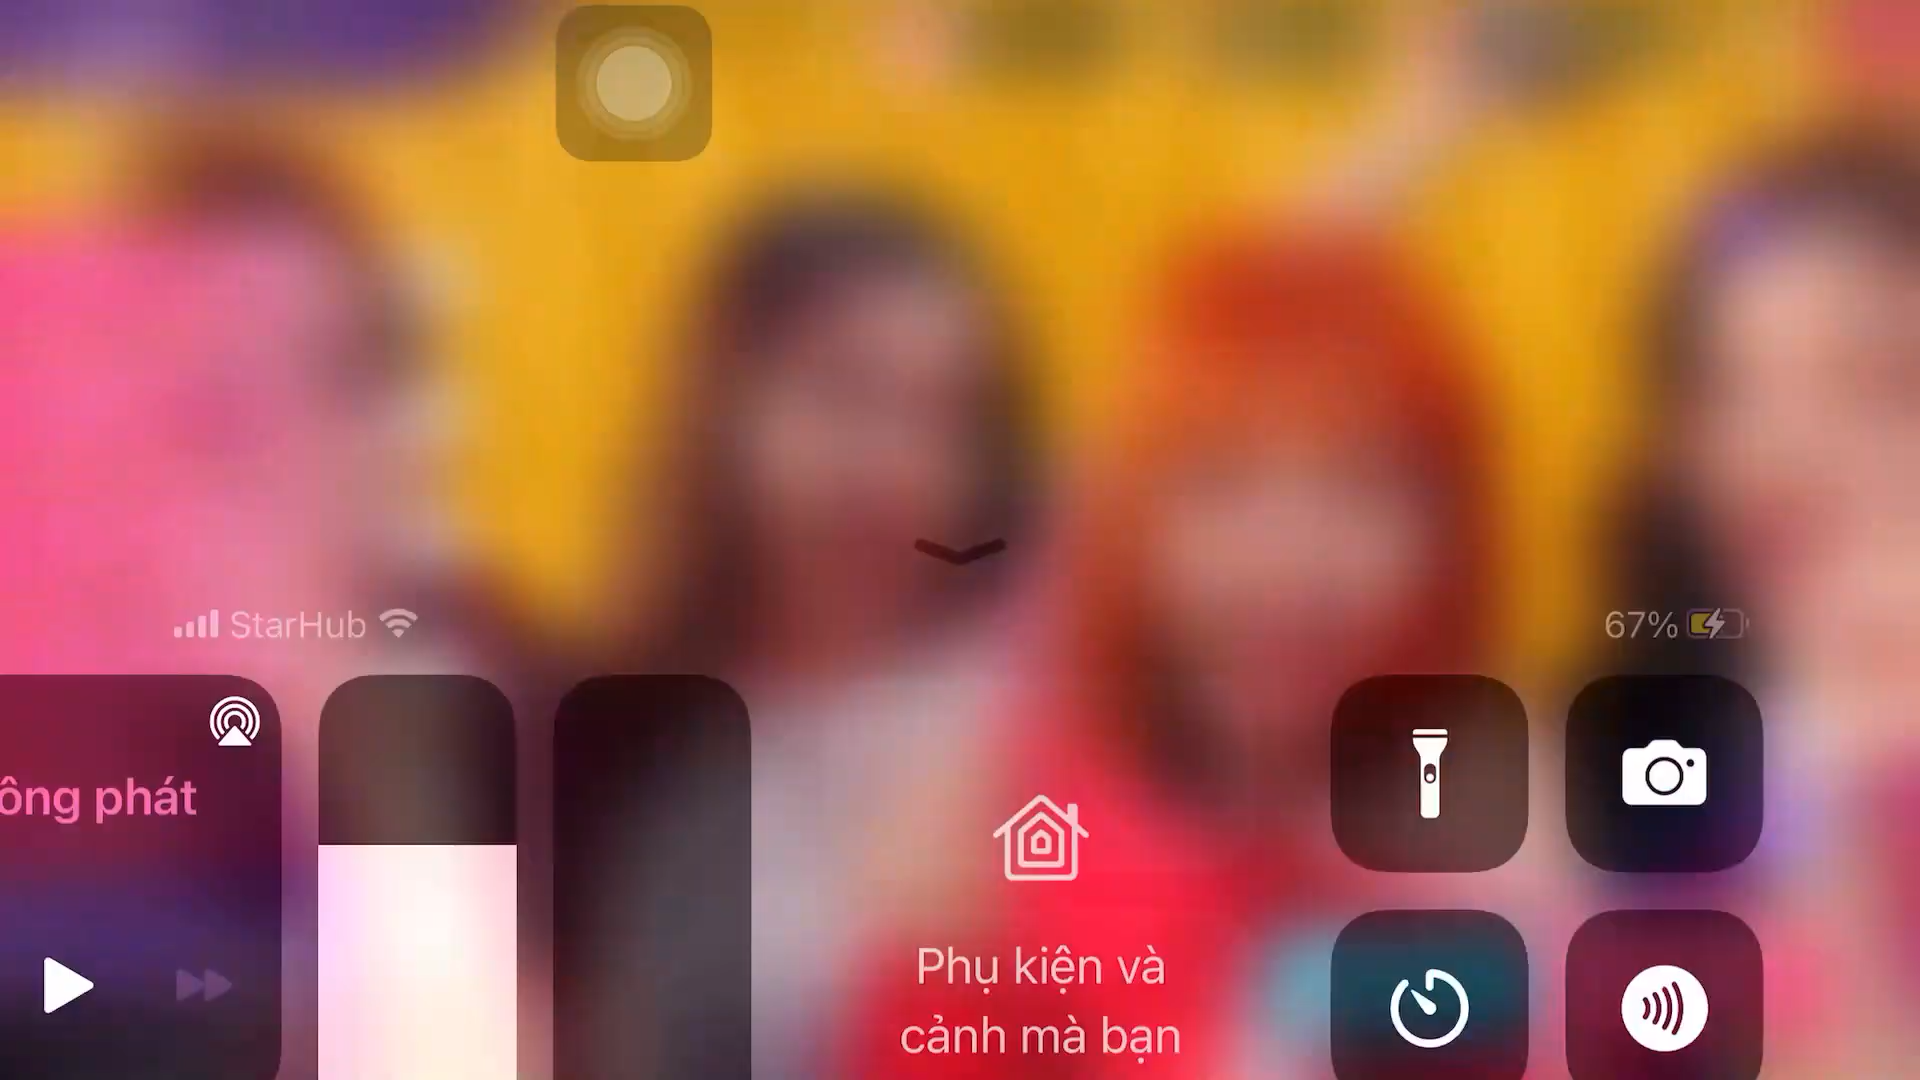 StarHub
67%
ông phát
Phụ kiện và
cảnh mà bạn